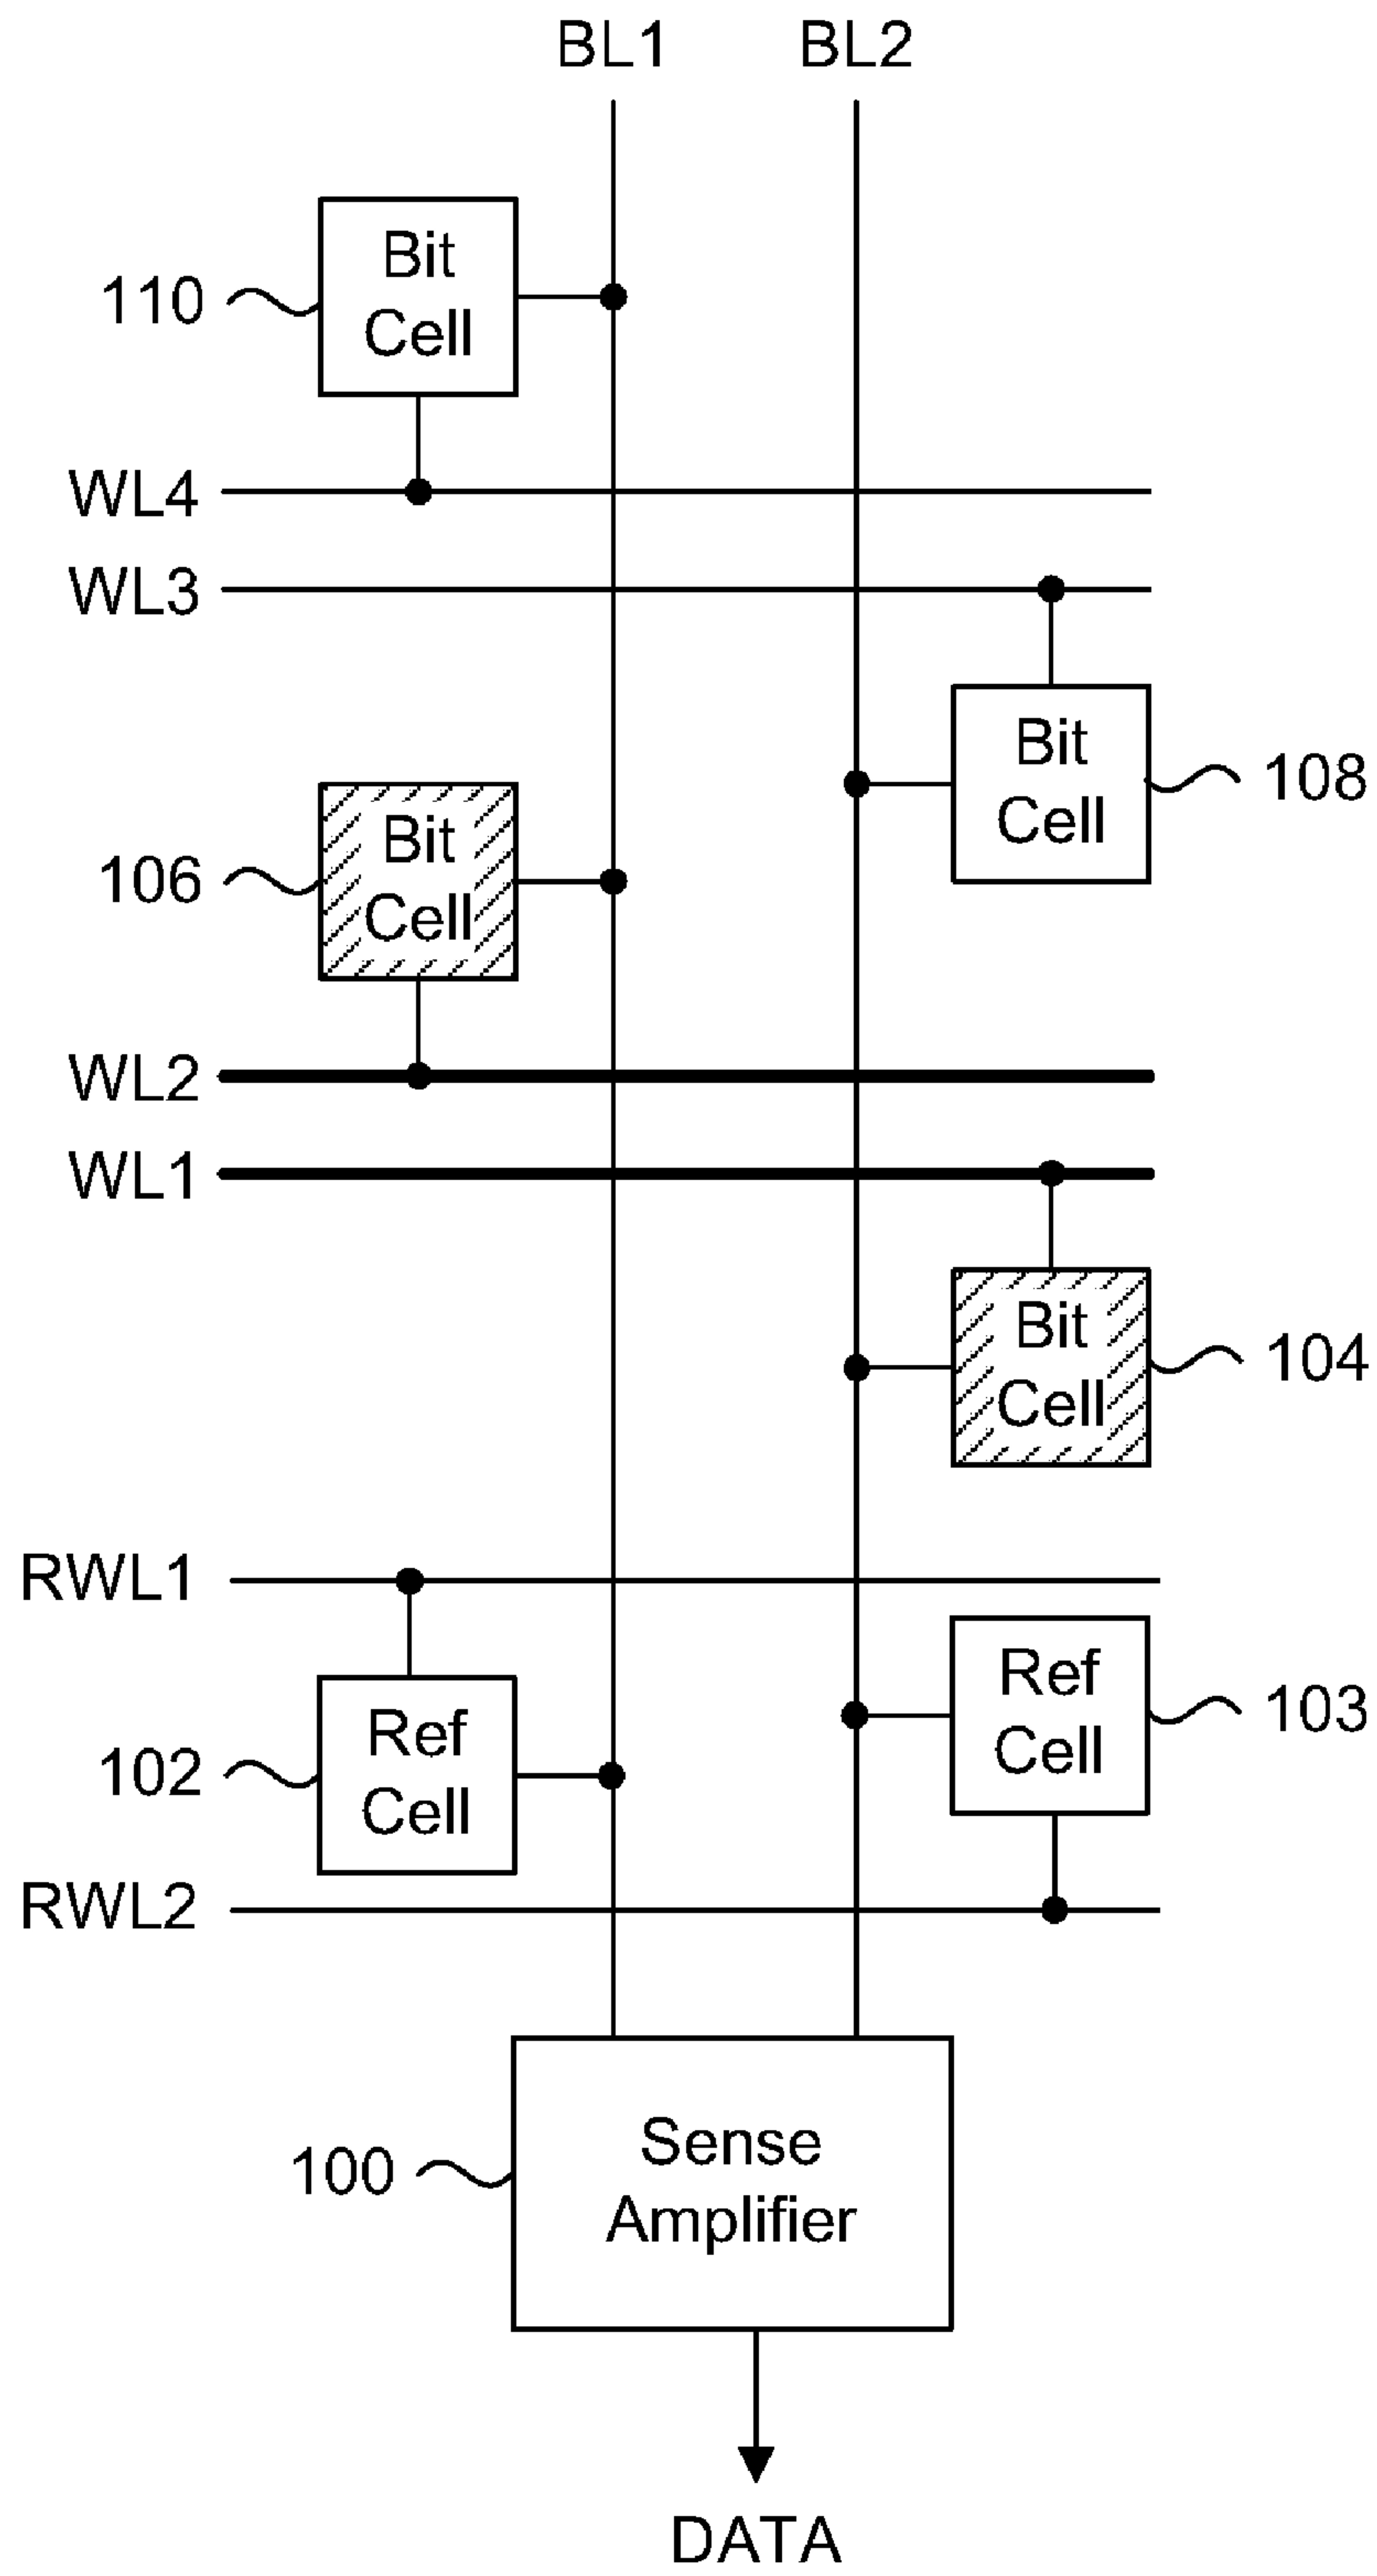 BL1 BL2
Bit
Cell
110
WL4
WL3
Bit
Cell
108
Bit
Cell
106
WL2
WL1
Bit
Cell
104
RWL1
Ref
Cell
103
Ref
Cell
102
RWL2
Sense
Amplifier
100
DATA